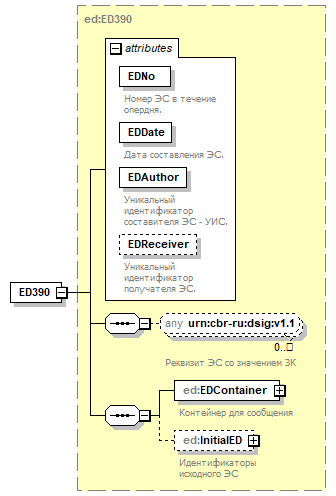 ed:ED390
attributes
EDNo
Номер ЭС в течение
опердня.
EDDate
Дата составления ЭС.
EDAuthor
Уникальный
идентификатор
составителя ЭС - УИС.
EDReceiver
Уникальный
идентификатор
получателя ЭС.
ED390
any urn:cbr-ru:dsig:v1.1
0..□
Реквизит ЭС со значением ЗК
ed:EDContainer
Контейнер для сообщения
ed:InitialED
Идентификаторы
исходного ЭС